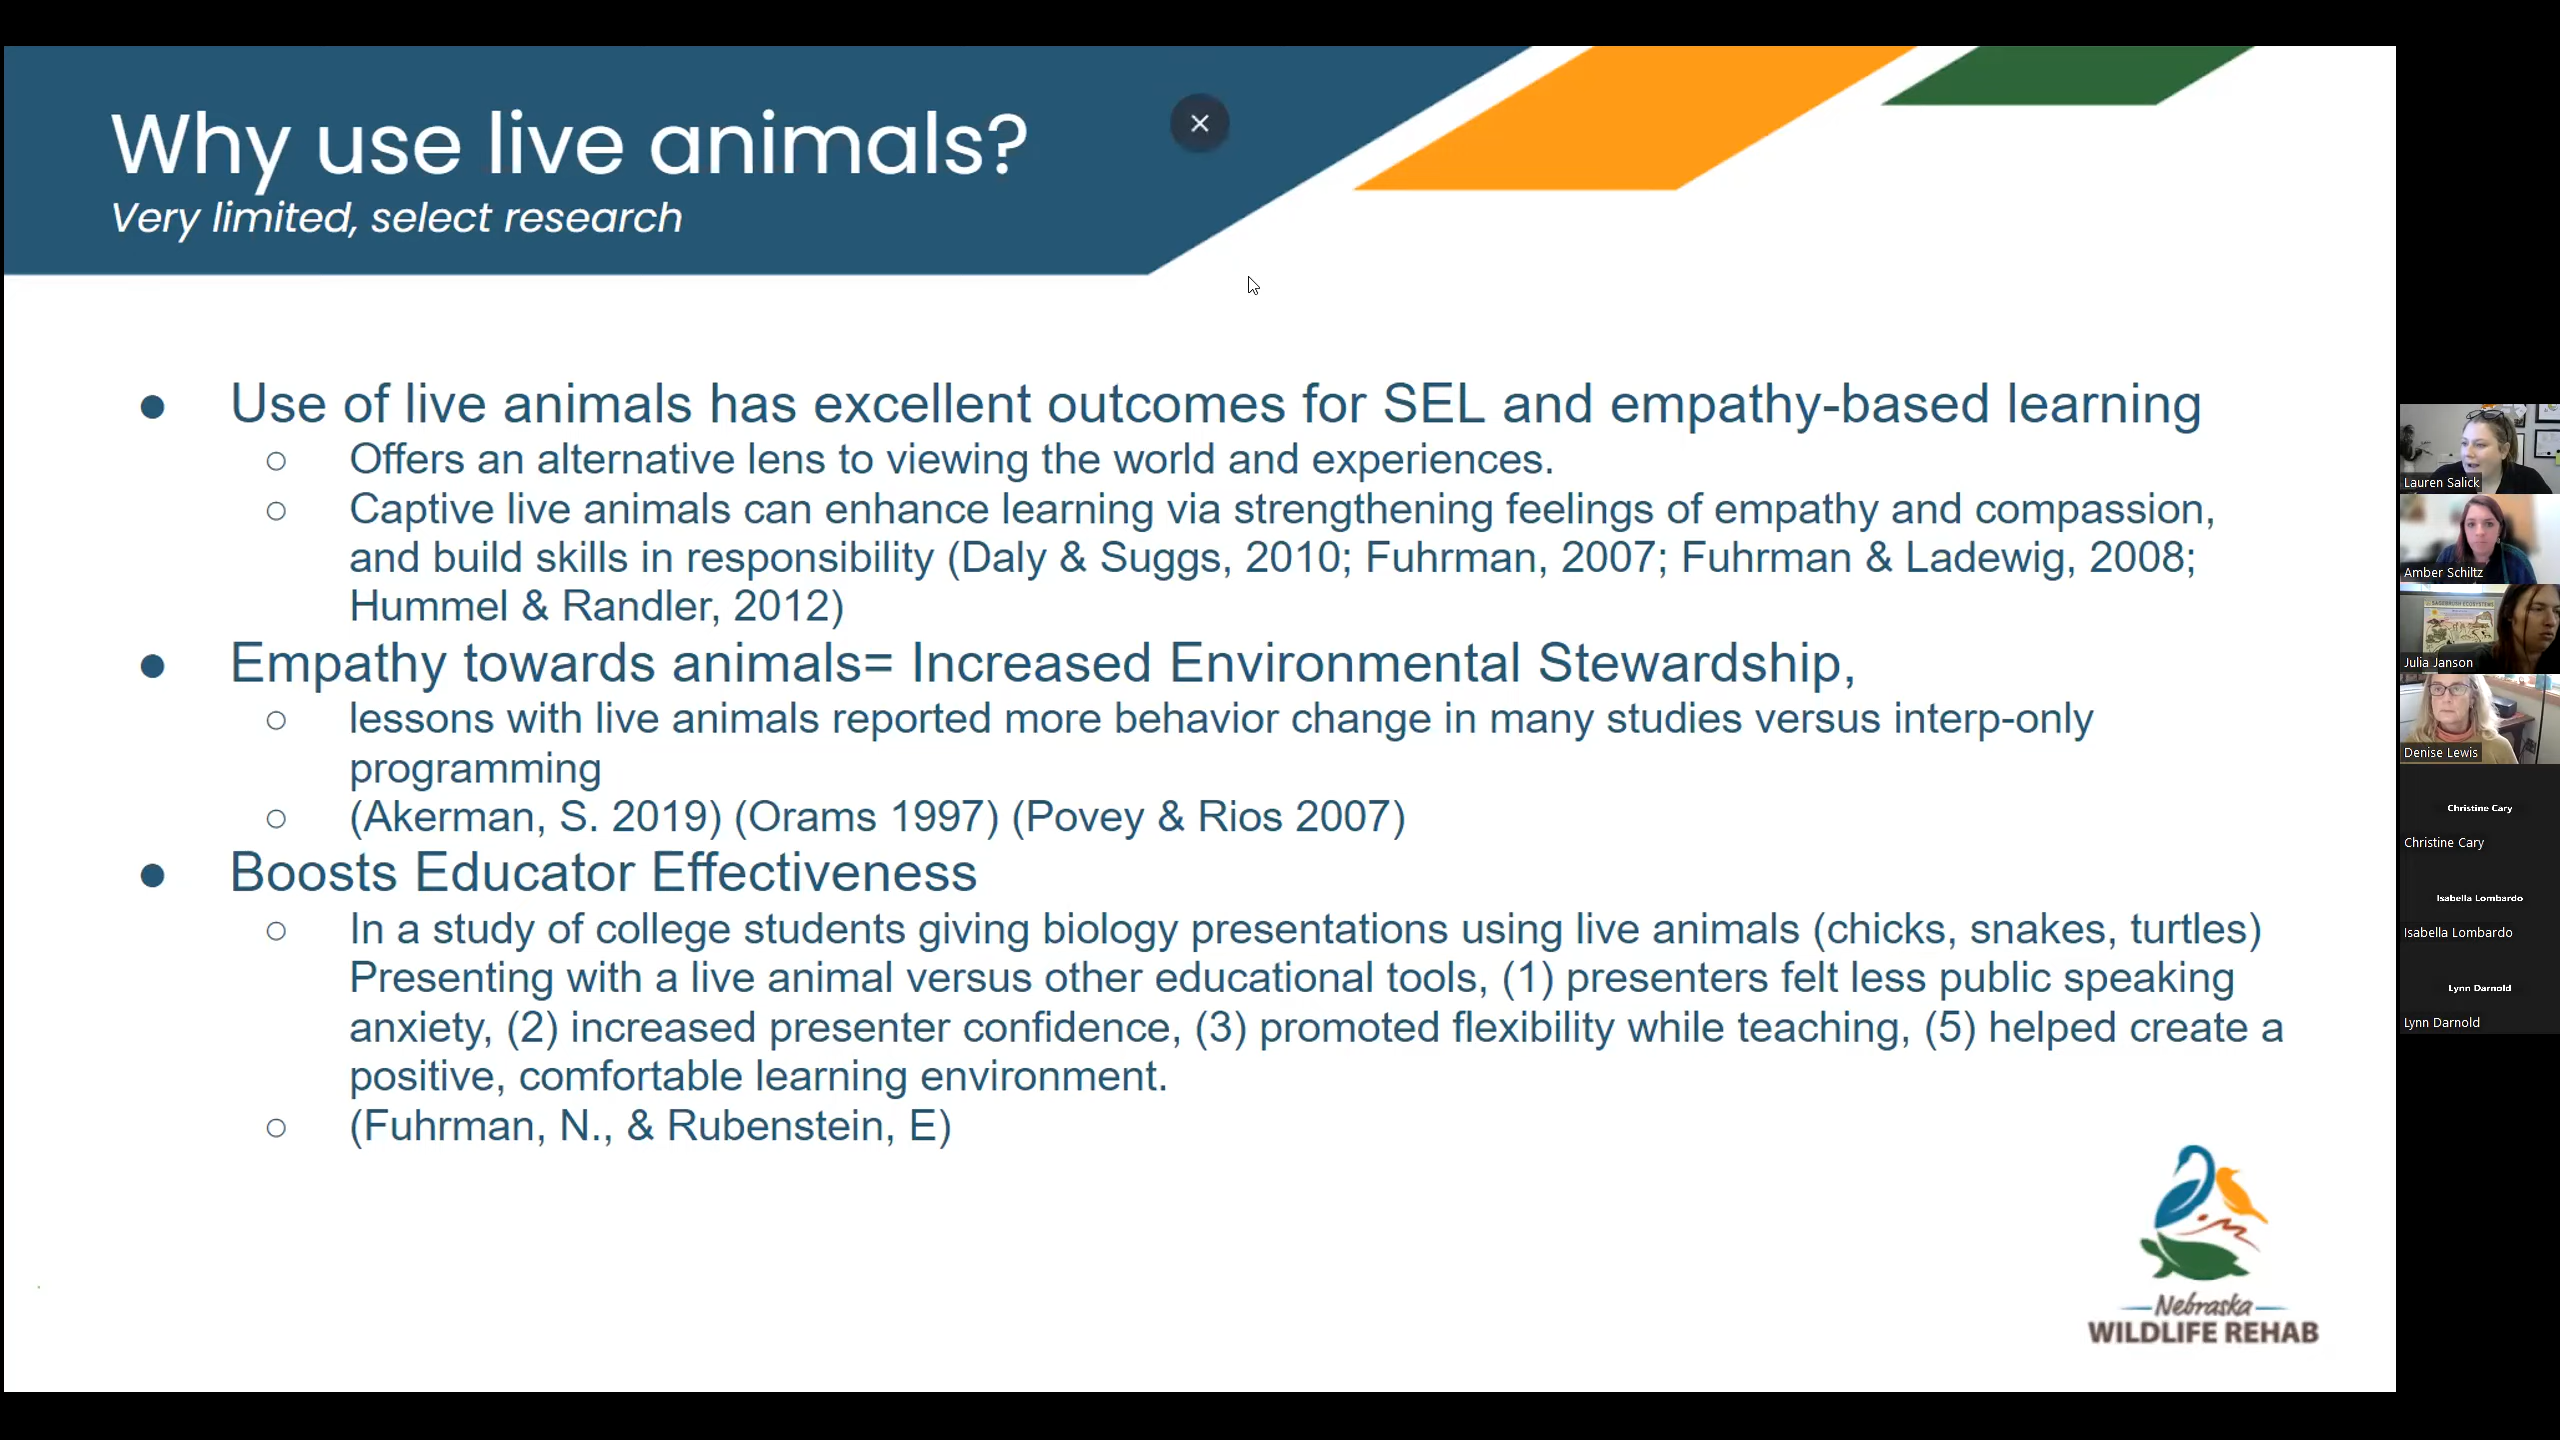 Why use live animals?
Very limited, select research
● Use of live animals has excellent outcomes for SEL and empathy-based learning
○ Offers an alternative lens to viewing the world and experiences.
○ Captive live animals can enhance learning via strengthening feelings of empathy and compassion,
and build skills in responsibility (Daly & Suggs, 2010; Fuhrman, 2007; Fuhrman & Ladewig, 2008;
Hummel & Randler, 2012)
● Empathy towards animals= Increased Environmental Stewardship,
○ lessons with live animals reported more behavior change in many studies versus interp-only
programming
○ (Akerman, S. 2019) (Orams 1997) (Povey & Rios 2007)
● Boosts Educator Effectiveness
○ In a study of college students giving biology presentations using live animals (chicks, snakes, turtles)
Presenting with a live animal versus other educational tools, (1) presenters felt less public speaking
anxiety, (2) increased presenter confidence, (3) promoted flexibility while teaching, (5) helped create a
positive, comfortable learning environment.
○ (Fuhrman, N., & Rubenstein, E)
Nebraska
WILDLIFE REHAB
Lauren Salick
Amber Schiltz
SAGEBRUSH ECOSYSTEMS
Julia Janson
Denise Lewis
Christine Cary
Christine Cary
Isabella Lombardo
Isabella Lombardo
Lynn Darnold
Lynn Darnold